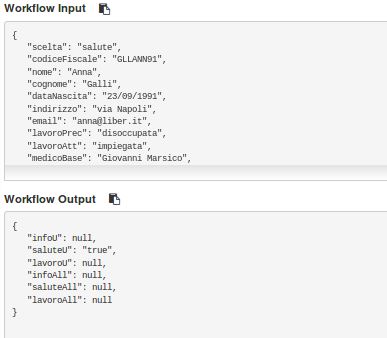 Workflow Input
{
"scelta": "salute",
"codiceFiscale": "GLLANN91",
"nome": "Anna",
"cognome": "Galli",
"dataNascita": "23/09/1991",
"indirizzo": "via Napoli",
"email": "anna@liber.it",
"lavoroPrec": "disoccupata",
"lavoroAtt": "impiegata",
"medicoBase": "Giovanni Marsico",
Workflow Output
{
"infoU": null,
"saluteU": "true",
"lavoroU": null,
"infoAll": null,
"saluteAll": null,
"lavoroAll": null
}